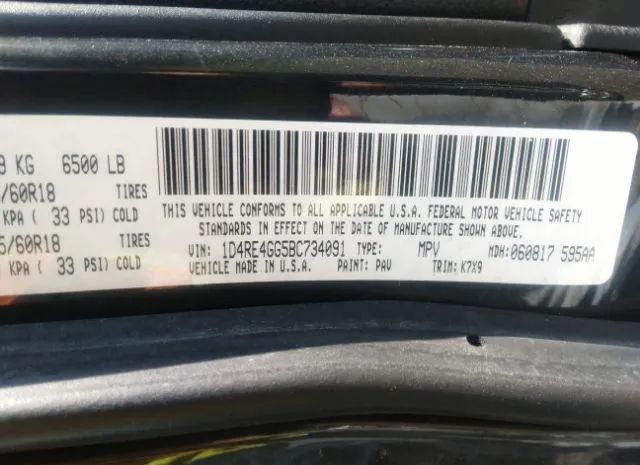 KG 6500 LB
/60R18 TIRES
KPA ( 33 PSI) COLD
/60R18 TIRES
KPA ( 33 PSI) COLD
THIS VEHICLE CONFORMS TO ALL APPLICABLE U.S.A. FEDERAL MOTOR VEHICLE SAFETY
STANDARDS IN EFFECT ON THE DATE OF MANUFACTURE SHOWN ABOVE.
VIN: 1D4RE4GG5BC734091 TYPE: MPV MDH: 060817 595AA
VEHICLE MADE IN U.S.A. PAINT: PAV TRIM: K7X9